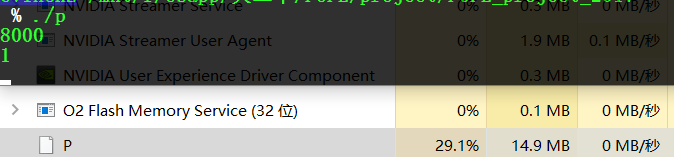 % ./p
8000
1
NVIDIA Streamer Service 0% 0.3 MB 0 MB/秒
NVIDIA Streamer User Agent 0% 1.9 MB 0.1 MB/秒
NVIDIA User Experience Driver Component 0% 0.3 MB 0 MB/秒
O2 Flash Memory Service (32 位) 0% 0.1 MB 0 MB/秒
P 29.1% 14.9 MB 0 MB/秒